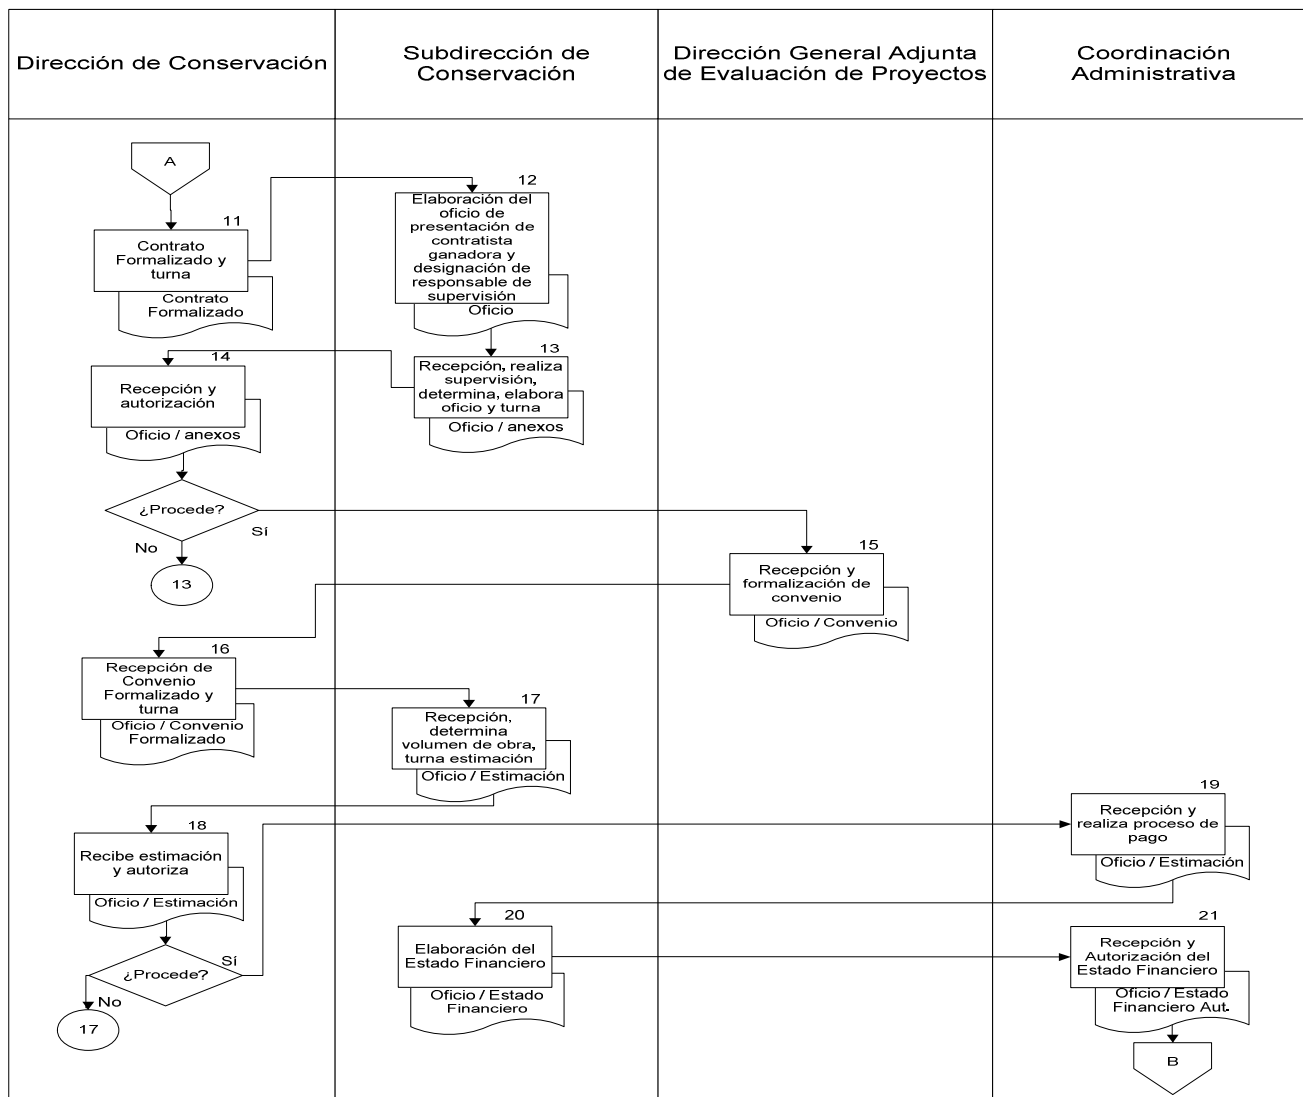 Dirección de Conservación
Subdirección de
Conservación
Dirección General Adjunta
de Evaluación de Proyectos
Coordinación
Administrativa
A
11
Contrato
Formalizado y
turna
Contrato
Formalizado
12
Elaboración del
oficio de
presentación de
contratista
ganadora y
designación de
responsable de
supervisión
Oficio
13
Recepción, realiza
supervisión,
determina, elabora
oficio y turna
Oficio / anexos
14
Recepción y
autorización
Oficio / anexos
¿Procede?
Sí
No
13
15
Recepción y
formalización de
convenio
Oficio / Convenio
16
Recepción de
Convenio
Formalizado y
turna
Oficio / Convenio
Formalizado
17
Recepción,
determina
volumen de obra,
turna estimación
Oficio / Estimación
18
Recibe estimación
y autoriza
Oficio / Estimación
¿Procede?
Sí
No
17
19
Recepción y
realiza proceso de
pago
Oficio / Estimación
20
Elaboración del
Estado Financiero
Oficio / Estado
Financiero
21
Recepción y
Autorización del
Estado Financiero
Oficio / Estado
Financiero Aut.
B